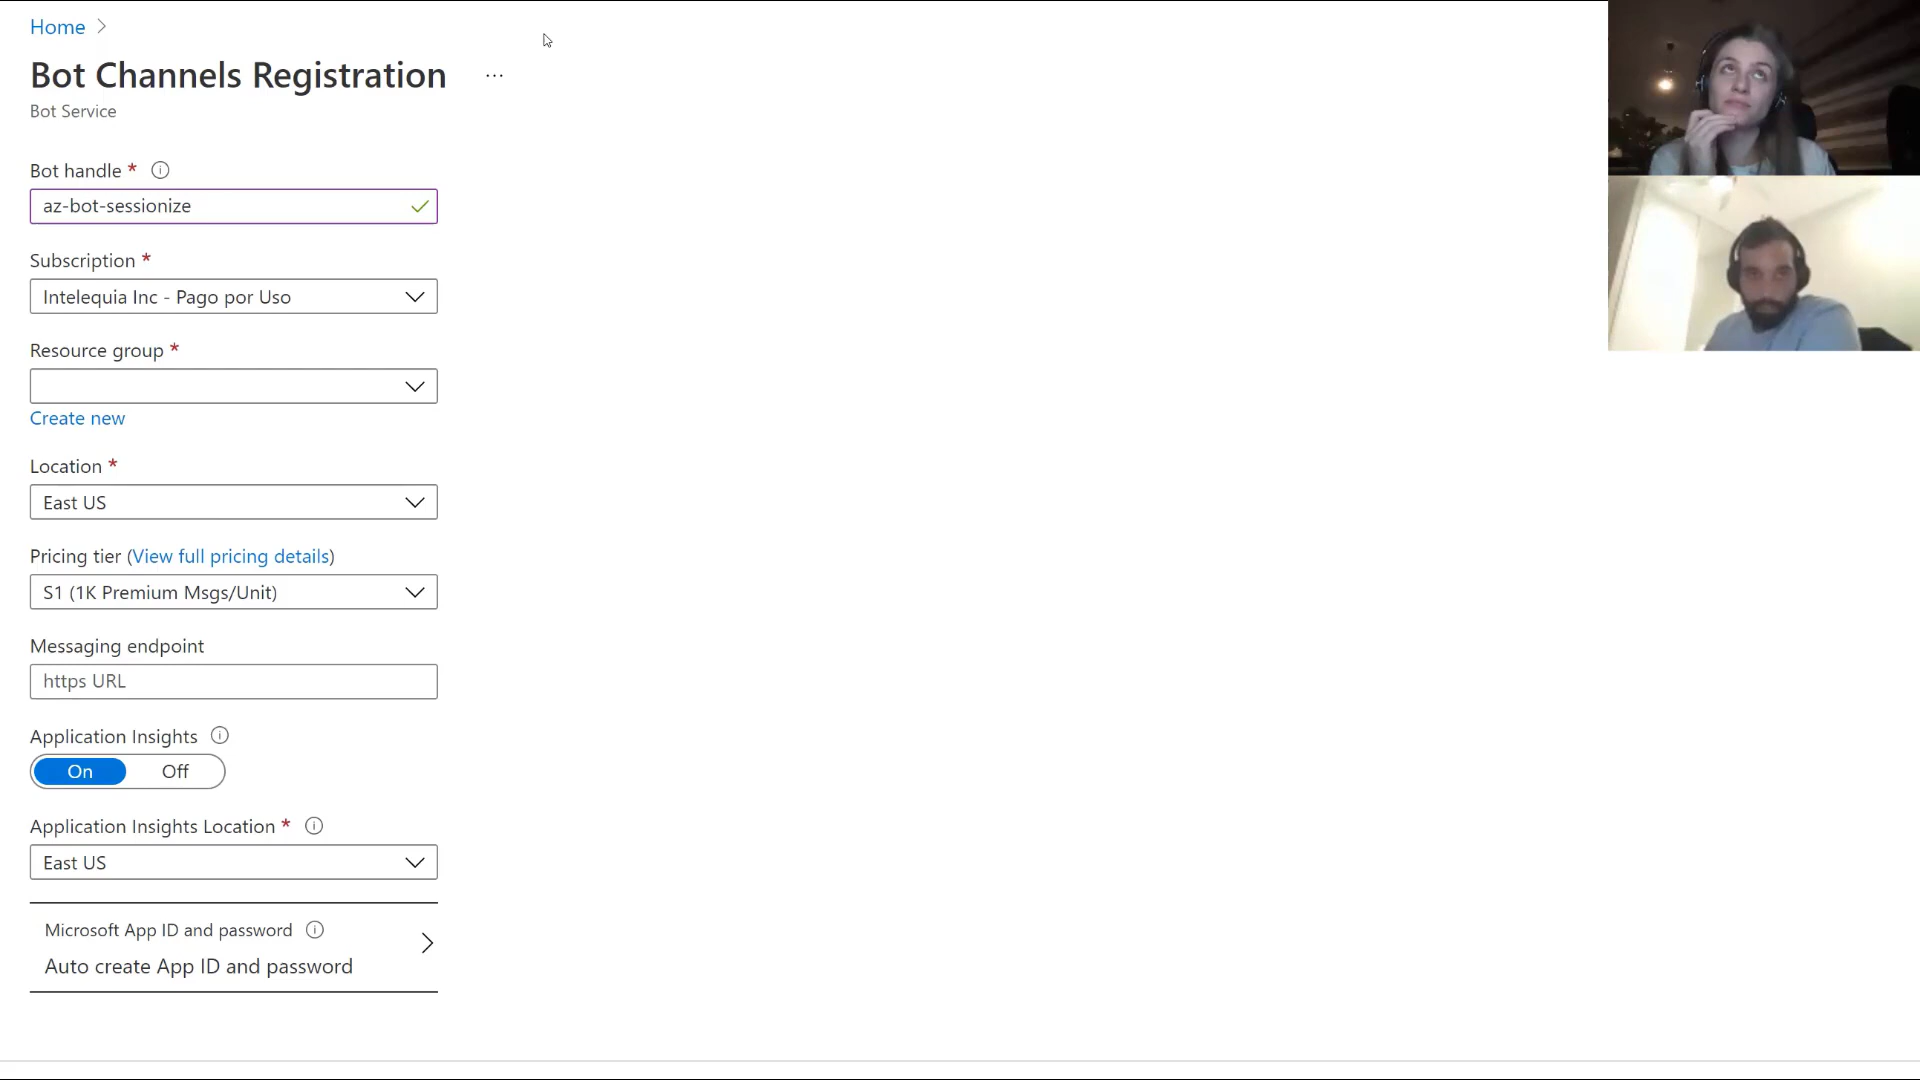 Home
Bot Channels Registration ...
Bot Service
Bot handle *
az-bot-sessionize
Subscription *
Intelequia Inc - Pago por Uso
Resource group *
Create new
Location *
East US
Pricing tier (View full pricing details)
S1 (1K Premium Msgs/Unit)
Messaging endpoint
https URL
Application Insights
On Off
Application Insights Location *
East US
Microsoft App ID and password
Auto create App ID and password